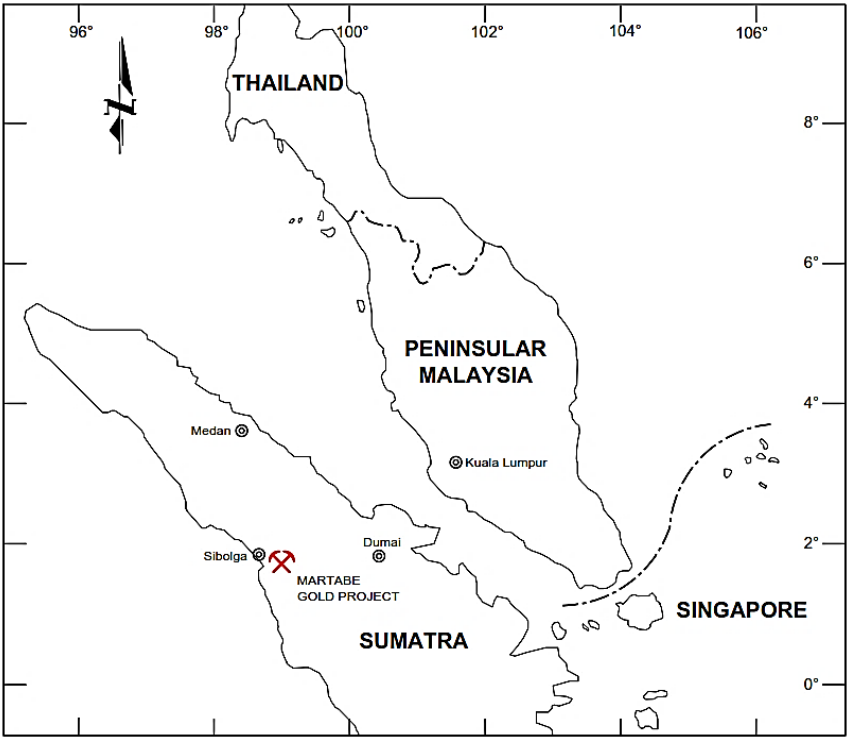 96°
98°
100°
102°
104°
106°
THAILAND
N
8°
6°
PENINSULAR
MALAYSIA
4°
Medan
Kuala Lumpur
2°
Dumai
Sibolga
MARTABE
GOLD PROJECT
SINGAPORE
SUMATRA
0°